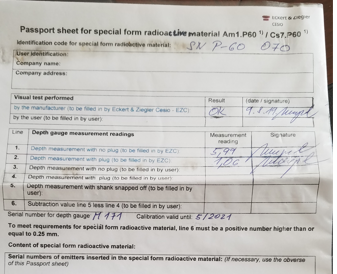 eckert & ziegler
Passport sheet for special form radioactive material Am1.P60 1) / Cs7.P60 1)
Identification code for special form radioactive material: SN P-60 070
User identification:
Company name:
Company address:
Visual test performed
Result (date / signature)
by the manufacturer (to be filled in by Eckert & Ziegler Cesio - EZC): OK
by the user (to be filled in by user):
Line Depth gauge measurements readings Measurement reading Signature
1. Depth measurement with no plug (to be filled in by EZC): 5.99
2. Depth measurement with plug (to be filled in by EZC):
3. Depth measurement with no plug (to be filled in by user):
4. Depth measurement with plug (to be filled in by user):
5. Depth measurement with shank snapped off (to be filled in by user):
6. Subtraction value line 5 less line 4 (to be filled in by user):
Serial number for depth gauge M 171 Calibration valid until 5/2021
To meet requirements for special form radioactive material, line 6 must be a positive number higher than or
equal to 0.25 mm.
Content of special form radioactive material:
Serial numbers of emitters inserted in the special form radioactive material: (If necessary, use the obverse
of this Passport sheet)